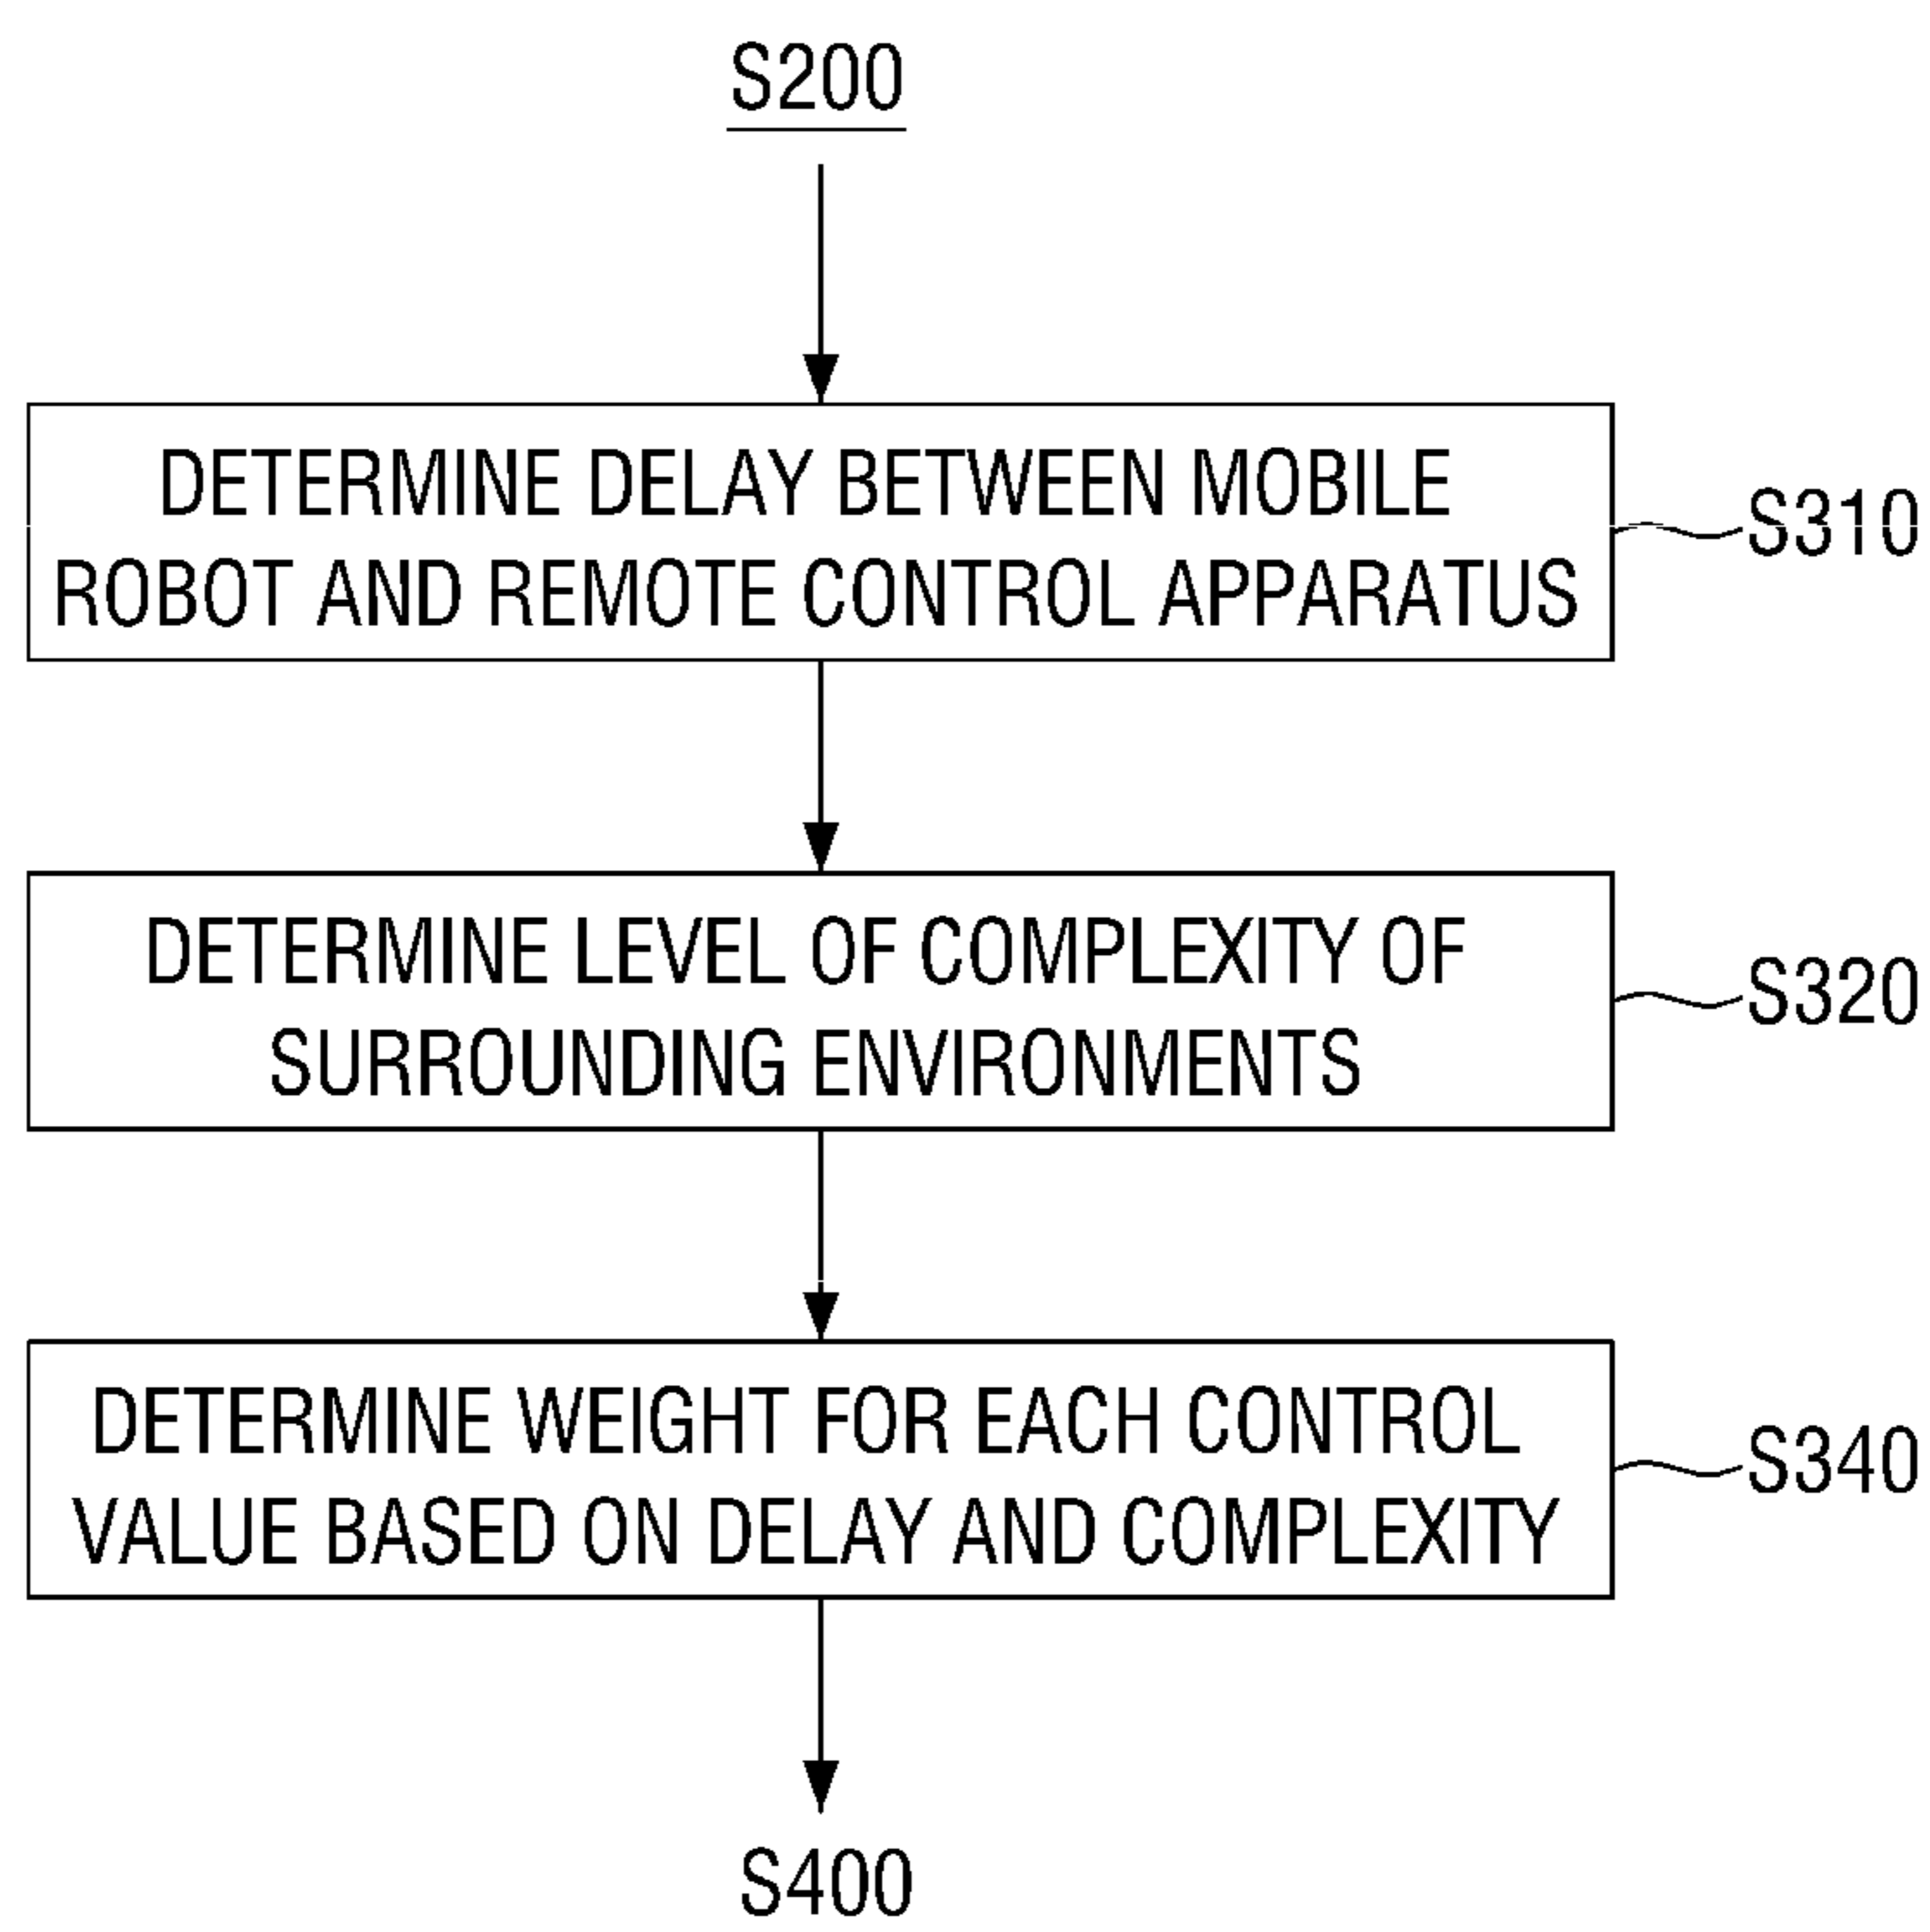 S200
DETERMINE DELAY BETWEEN MOBILE
ROBOT AND REMOTE CONTROL APPARATUS
S310
DETERMINE LEVEL OF COMPLEXITY OF
SURROUNDING ENVIRONMENTS
S320
DETERMINE WEIGHT FOR EACH CONTROL
VALUE BASED ON DELAY AND COMPLEXITY
S340
S400